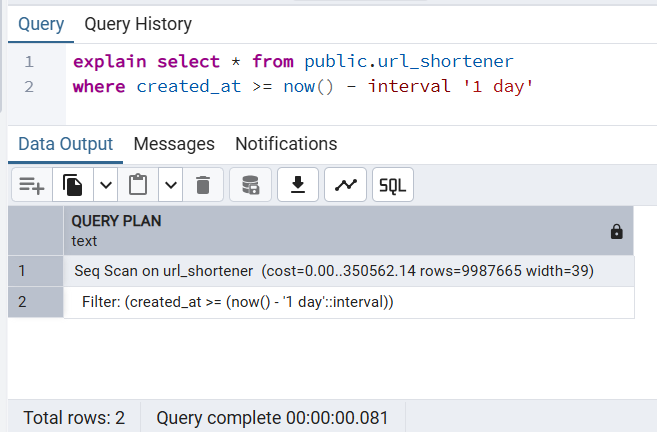 Query Query History
1 explain select * from public.url_shortener
2 where created_at >= now() - interval '1 day'
Data Output Messages Notifications
SQL
QUERY PLAN
text
1 Seq Scan on url_shortener (cost=0.00..350562.14 rows=9987665 width=39)
2 Filter: (created_at >= (now() - '1 day'::interval))
Total rows: 2 Query complete 00:00:00.081